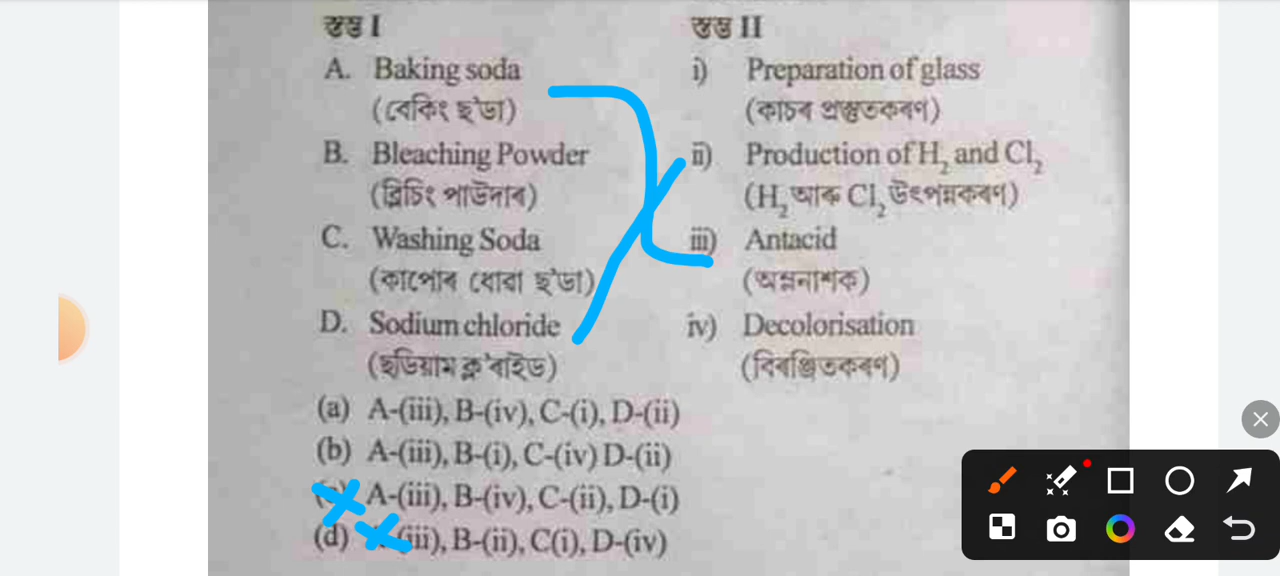 স্তম্ভ I স্তম্ভ II
A. Baking soda i) Preparation of glass
(বেকিং ছ'ডা) (কাচৰ প্ৰস্তুতকৰণ)
B. Bleaching Powder ii) Production of H₂ and Cl₂
(ব্লিচিং পাউদাৰ) (H₂ আৰু Cl₂ উৎপন্নকৰণ)
C. Washing Soda iii) Antacid
(কাপোৰ ধোৱা ছ'ডা) (অম্লনাশক)
D. Sodium chloride iv) Decolorisation
(ছডিয়াম ক্ল'ৰাইড) (বিৰঞ্জিতকৰণ)
(a) A-(iii), B-(iv), C-(i), D-(ii)
(b) A-(iii), B-(i), C-(iv) D-(ii)
A-(iii), B-(iv), C-(ii), D-(i)
(d) (iii), B-(ii), C(i), D-(iv)